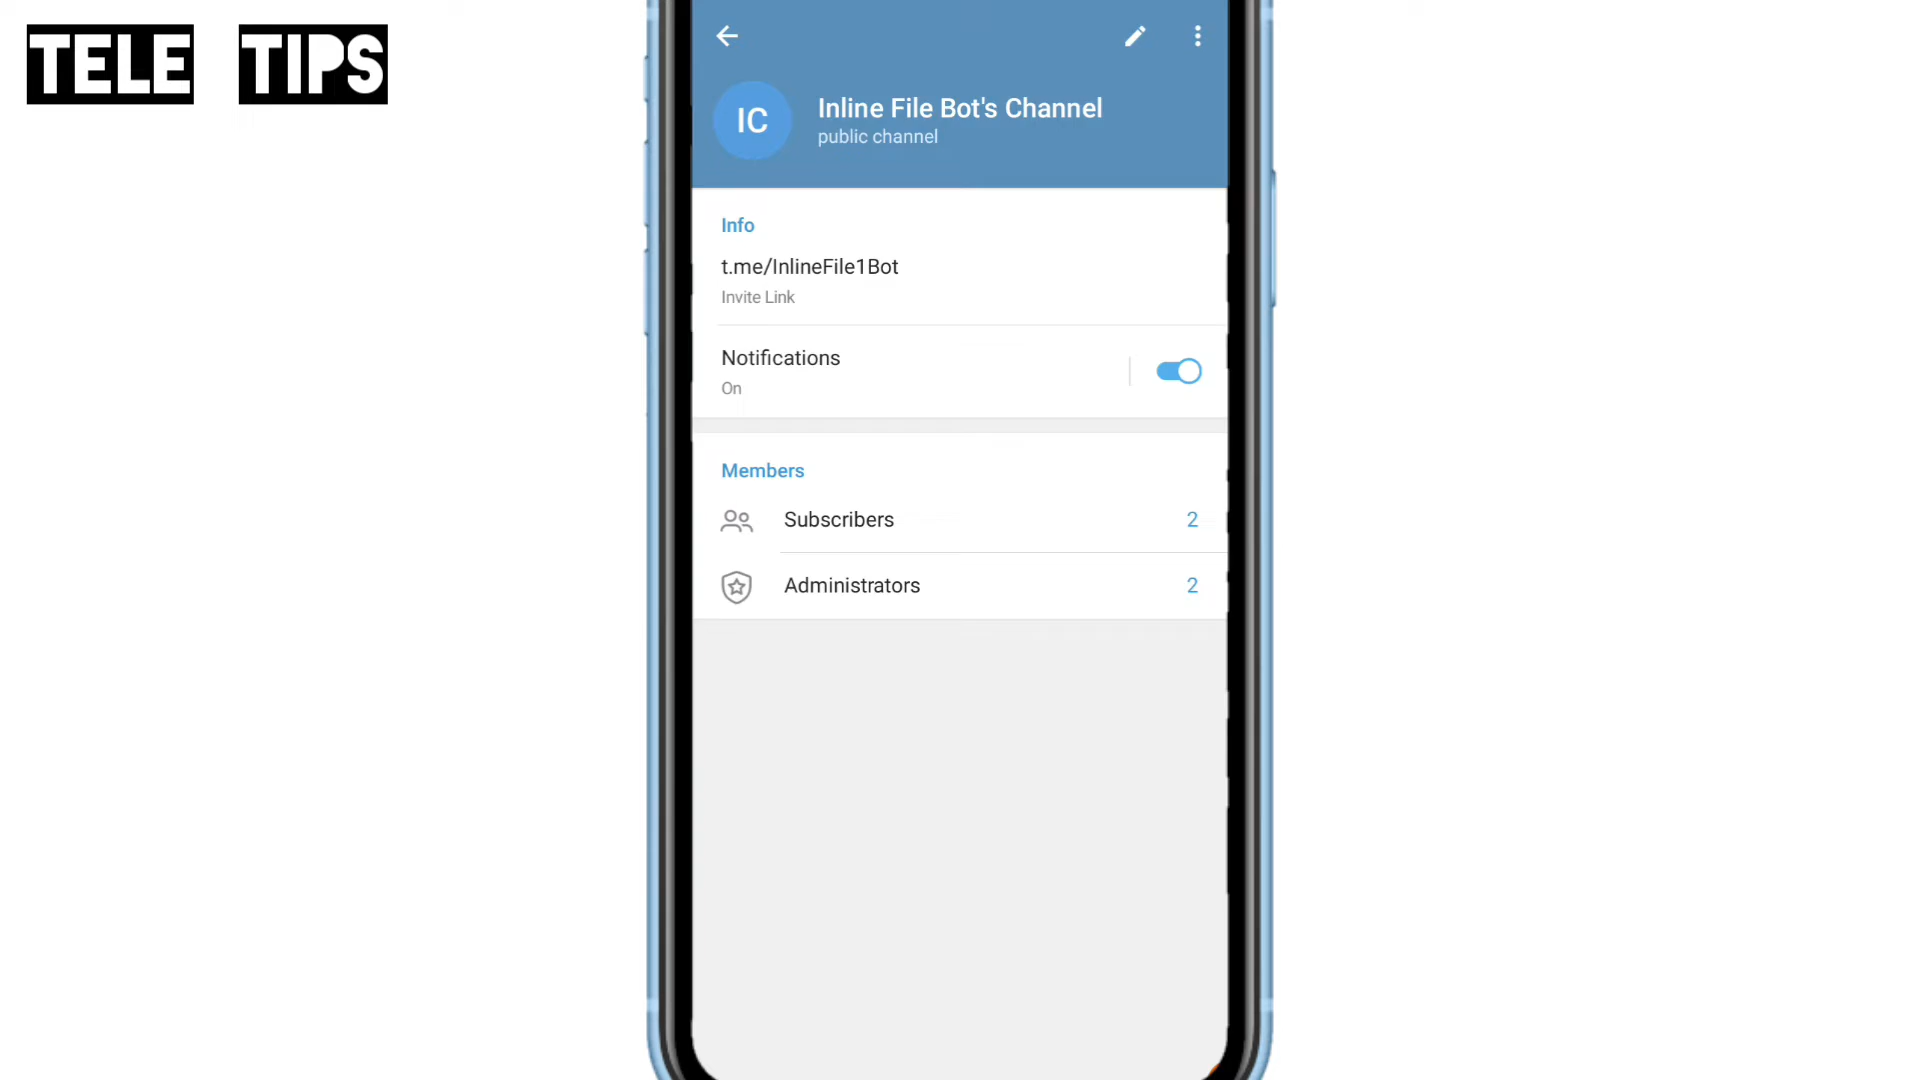 TELE TIPS
IC
Inline File Bot's Channel
public channel
Info
t.me/InlineFile1Bot
Invite Link
Notifications
On
Members
Subscribers 2
Administrators 2